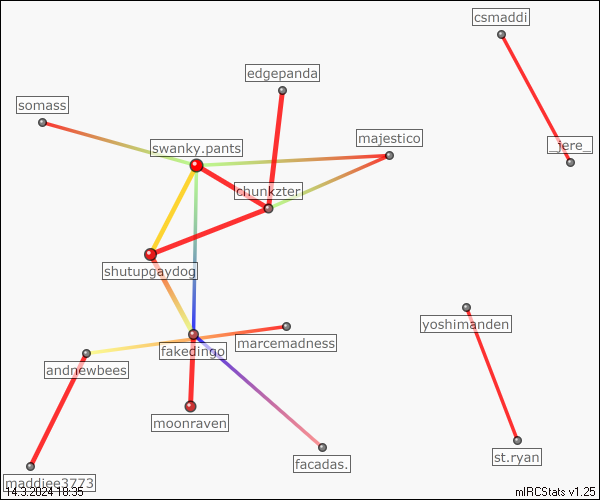 csmaddi
edgepanda
somass
majestico
_jere_
swanky.pants
chunkzter
shutupgaydog
yoshimanden
marcemadness
fakedingo
andnewbees
moonraven
st.ryan
facadas.
maddiee3773
14.3.2024 18:35
mIRCStats v1.25